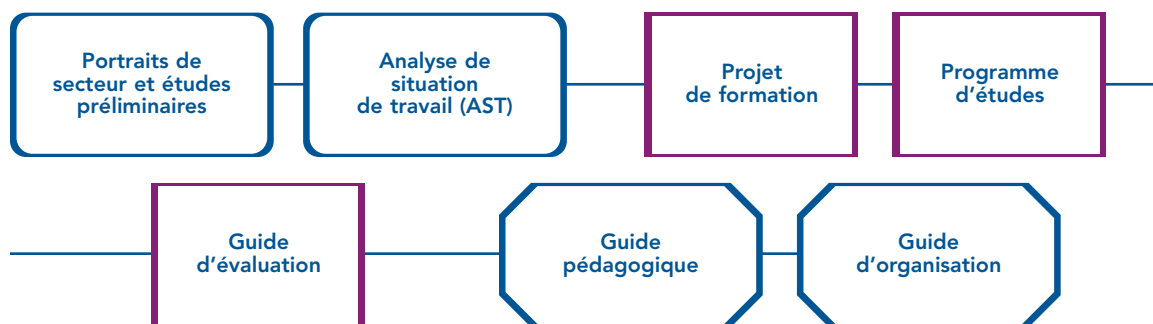 Portraits de
secteur et études
préliminaires
Analyse de
situation
de travail (AST)
Projet
de formation
Programme
d’études
Guide
d’évaluation
Guide
pédagogique
Guide
d’organisation